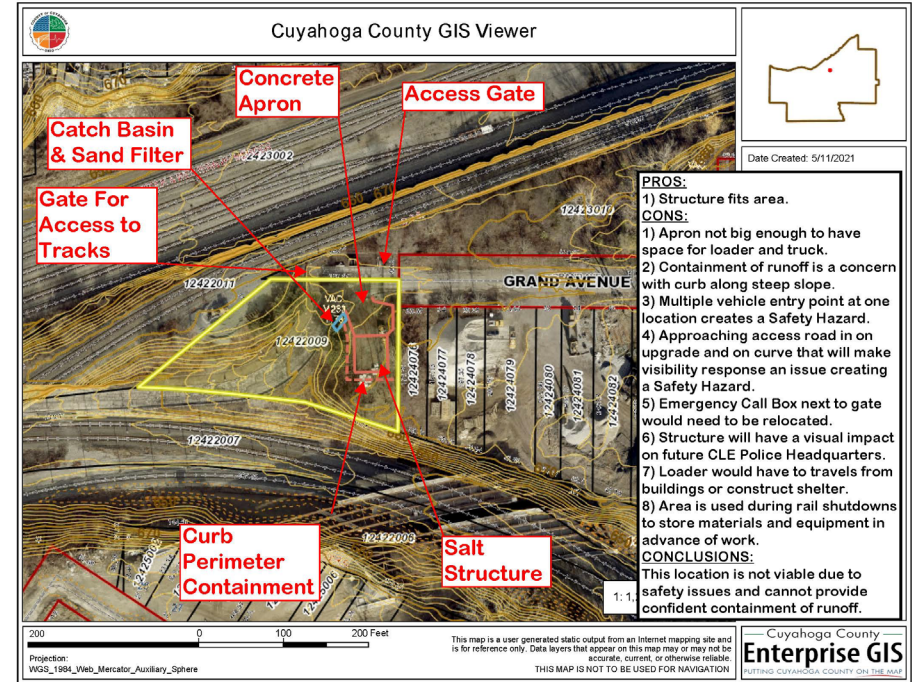 Cuyahoga County GIS Viewer
Date Created: 5/11/2021
Concrete
Apron
Access Gate
Catch Basin
& Sand Filter
Gate For
Access to
Tracks
Curb
Perimeter
Containment
Salt
Structure
670
660
670
12423002
12423010
12422011
GRAND AVENUE
12422009
12424076
12424077
12424078
12424079
12424080
12424081
12424082
12422007
12422006
PROS:
1) Structure fits area.
CONS:
1) Apron not big enough to have
space for loader and truck.
2) Containment of runoff is a concern
with curb along steep slope.
3) Multiple vehicle entry point at one
location creates a Safety Hazard.
4) Approaching access road in on
upgrade and on curve that will make
visibility response an issue creating
a Safety Hazard.
5) Emergency Call Box next to gate
would need to be relocated.
6) Structure will have a visual impact
on future CLE Police Headquarters.
7) Loader would have to travels from
buildings or construct shelter.
8) Area is used during rail shutdowns
to store materials and equipment in
advance of work.
CONCLUSIONS:
This location is not viable due to
safety issues and cannot provide
confident containment of runoff.
200 0 100 200 Feet
Projection:
WGS_1984_Web_Mercator_Auxiliary_Sphere
This map is a user generated static output from an Internet mapping site and
is for reference only. Data layers that appear on this map may or may not be
accurate, current, or otherwise reliable.
THIS MAP IS NOT TO BE USED FOR NAVIGATION
Cuyahoga County
Enterprise GIS
PUTTING CUYAHOGA COUNTY ON THE MAP